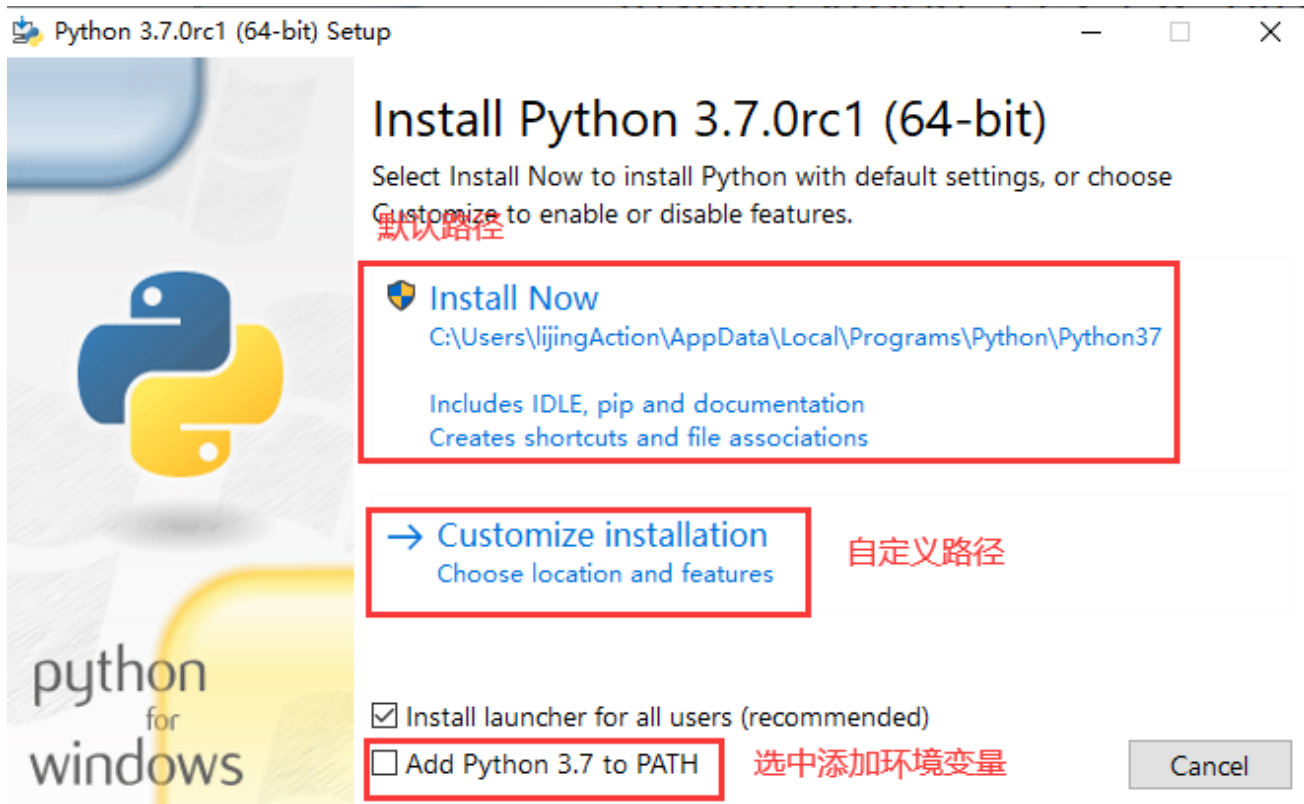 Python 3.7.0rc1 (64-bit) Setup
Install Python 3.7.0rc1 (64-bit)
Select Install Now to install Python with default settings, or choose
Customize to enable or disable features.
默认路径
Install Now
C:\Users\lijingAction\AppData\Local\Programs\Python\Python37
Includes IDLE, pip and documentation
Creates shortcuts and file associations
Customize installation
Choose location and features
自定义路径
python
for
windows
Install launcher for all users (recommended)
Add Python 3.7 to PATH
选中添加环境变量
Cancel